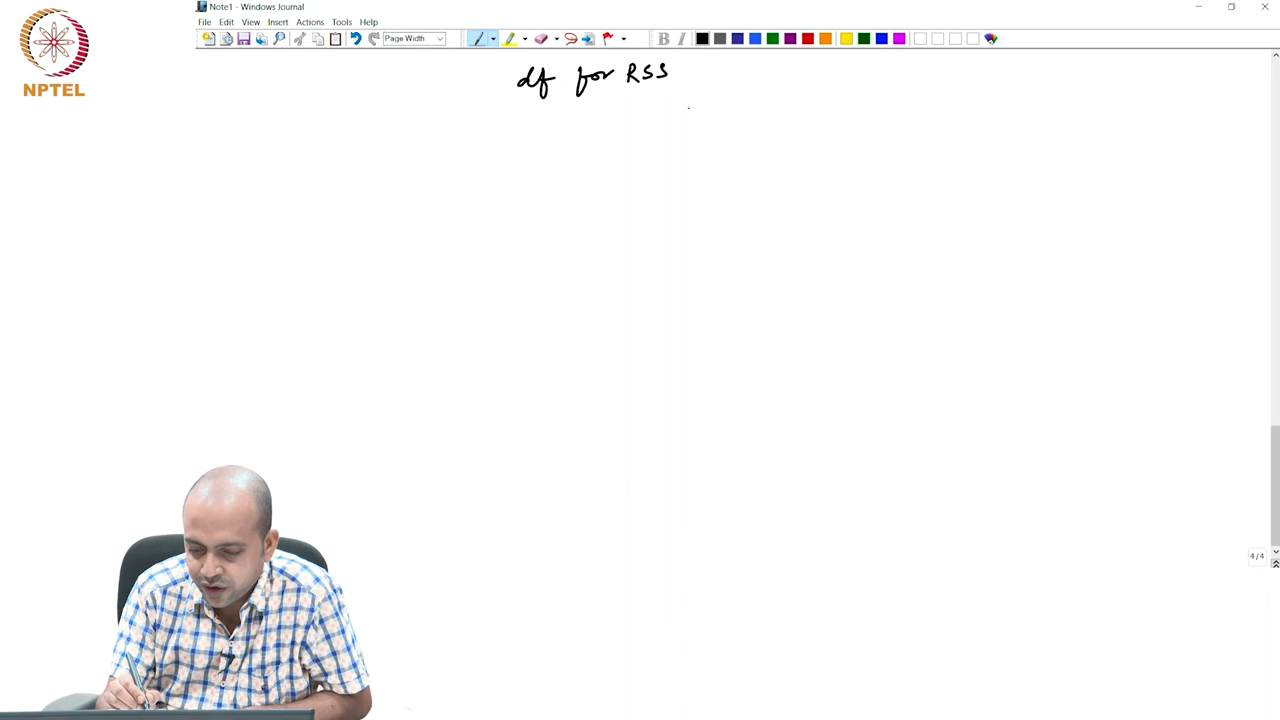 Note1 - Windows Journal
File Edit View Insert Actions Tools Help
Page Width
B I
df for RSS
NPTEL
4 / 4